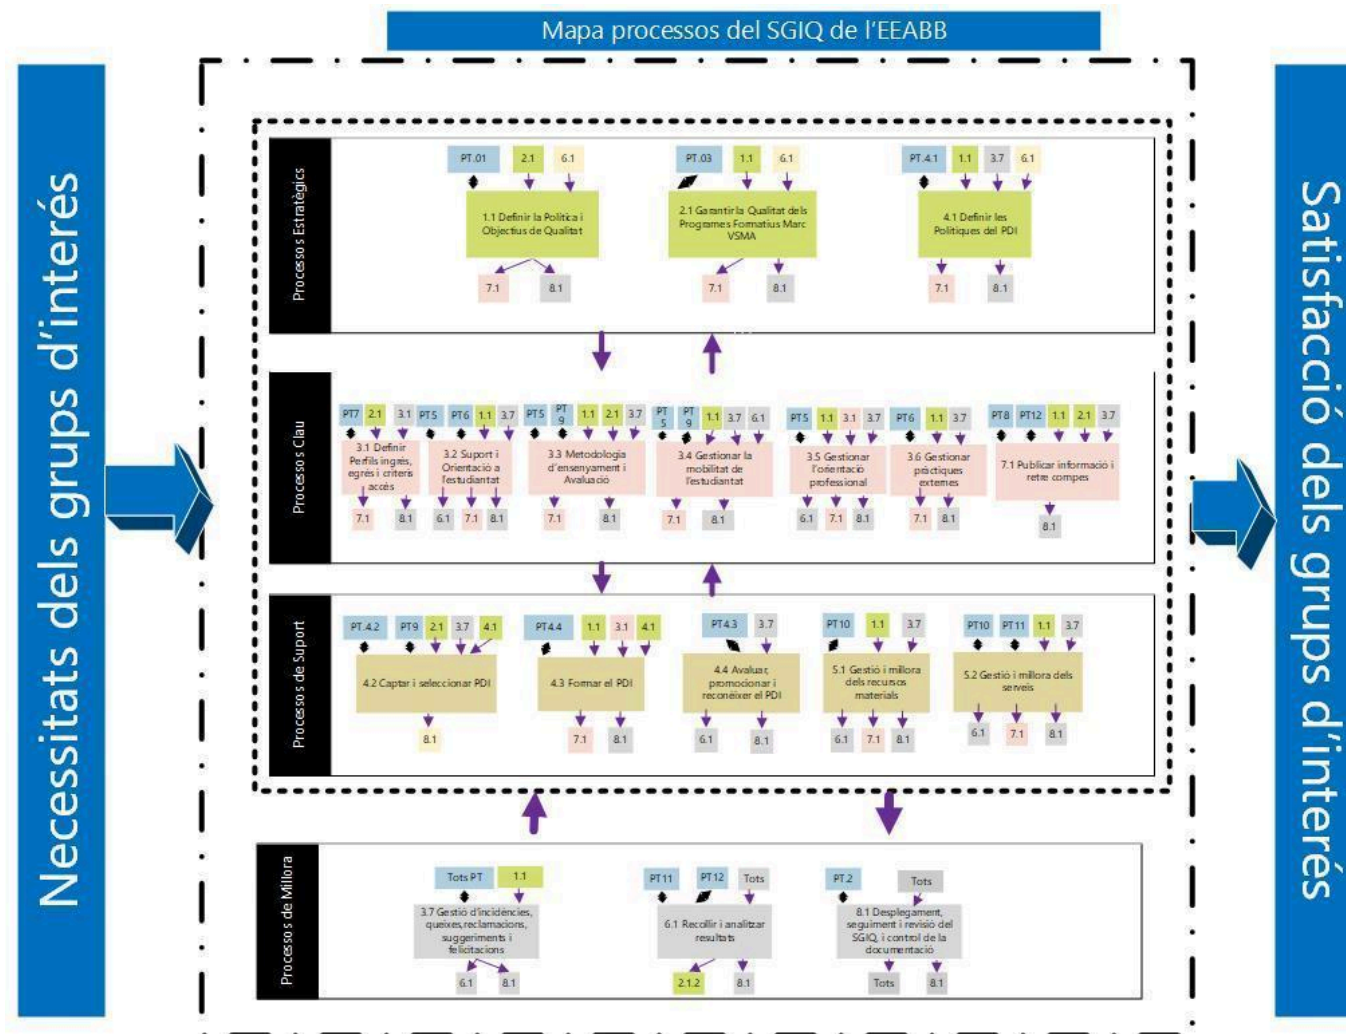 Mapa processos del SGIQ de l'EEABB
Necessitats dels grups d'interés
Processos Estratègics
PT.01 2.1 6.1
1.1 Definir la Política i
Objectius de Qualitat
7.1 8.1
PT.03 1.1 6.1
2.1 Garantir la Qualitat dels
Programes Formatius Marc
VSMA
7.1 8.1
PT.4.1 1.1 3.7 6.1
4.1 Definir les
Polítiques del PDI
7.1 8.1
Processos Clau
PT7 2.1 3.1
3.1 Definir
Perfils ingrés,
egrés i criteris
accés
7.1 8.1
PT5 PT6 1.1 3.7
3.2 Suport i
Orientació a
l'estudiantat
6.1 7.1 8.1
PT5 PT 9 1.1 2.1 3.7
3.3 Metodologia
d'ensenyament i
Avaluació
7.1 8.1
PT 5 PT 9 1.1 3.7 6.1
3.4 Gestionar la
mobilitat de
l'estudiantat
7.1 8.1
PT5 1.1 3.1 3.7
3.5 Gestionar
l'orientació
professional
6.1 7.1 8.1
PT6 1.1 3.7
3.6 Gestionar
pràctiques
externes
7.1 8.1
PT8 PT12 1.1 2.1 3.7
7.1 Publicar informació i
retre compes
8.1
Processos de Suport
PT.4.2 PT9 2.1 3.7 4.1
4.2 Captar i seleccionar PDI
8.1
PT4.4 1.1 3.1 4.1
4.3 Formar el PDI
7.1 8.1
PT4.3 3.7
4.4 Avaluar,
promocionar i
reconéixer el PDI
6.1 8.1
PT10 1.1 3.7
5.1 Gestió i millora
dels recursos
materials
6.1 7.1 8.1
PT10 PT11 1.1 3.7
5.2 Gestió i millora dels
serveis
6.1 7.1 8.1
Processos de Millora
Tots PT 1.1
3.7 Gestió d'incidències,
queixes,reclamacions,
suggeriments i
felicitacions
6.1 8.1
PT11 PT12 Tots
6.1 Recollir i analitzar
resultats
2.1.2 8.1
PT.2 Tots
8.1 Desplegament,
seguiment i revisió del
SGIQ, i control de la
documentació
Tots 8.1
Satisfacció dels grups d'interés